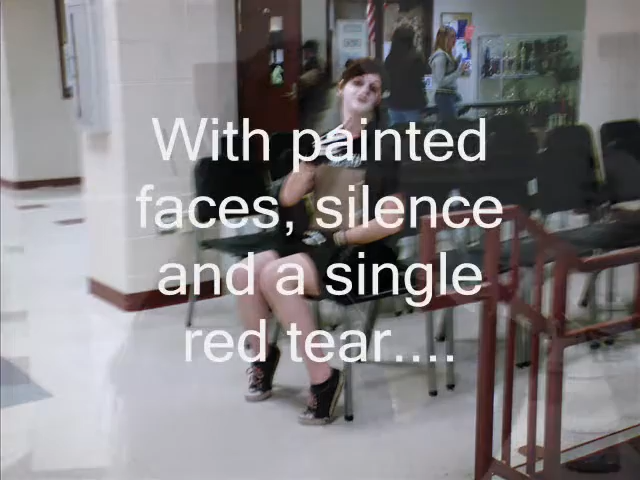 With painted
faces, silence
and a single
red tear....